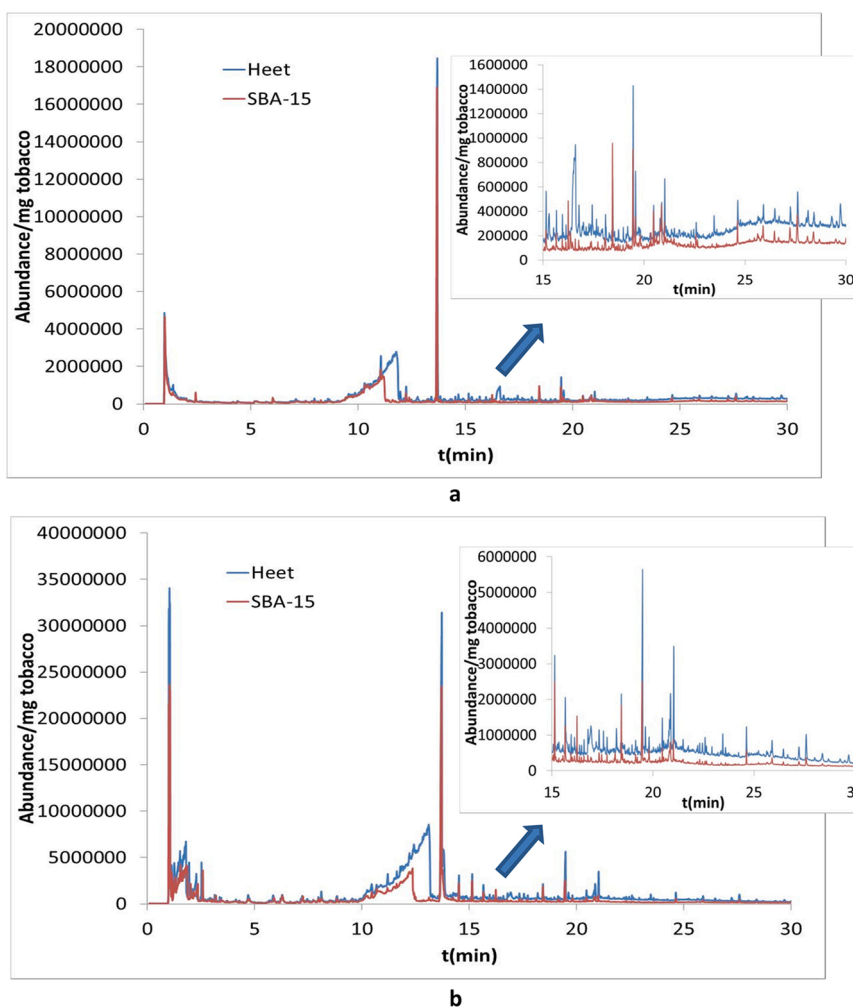 20000000
18000000
16000000
14000000
12000000
10000000
8000000
6000000
4000000
2000000
0
Abundance/mg tobacco
Heet
SBA-15
0 5 10 15 20 25 30
t(min)
1600000
1400000
1200000
1000000
800000
600000
400000
200000
0
Abundance/mg tobacco
15 20 25 30
t(min)
a
40000000
35000000
30000000
25000000
20000000
15000000
10000000
5000000
0
Abundance/mg tobacco
Heet
SBA-15
0 5 10 15 20 25 30
t(min)
6000000
5000000
4000000
3000000
2000000
1000000
0
Abundance/mg tobacco
15 20 25 30
t(min)
b